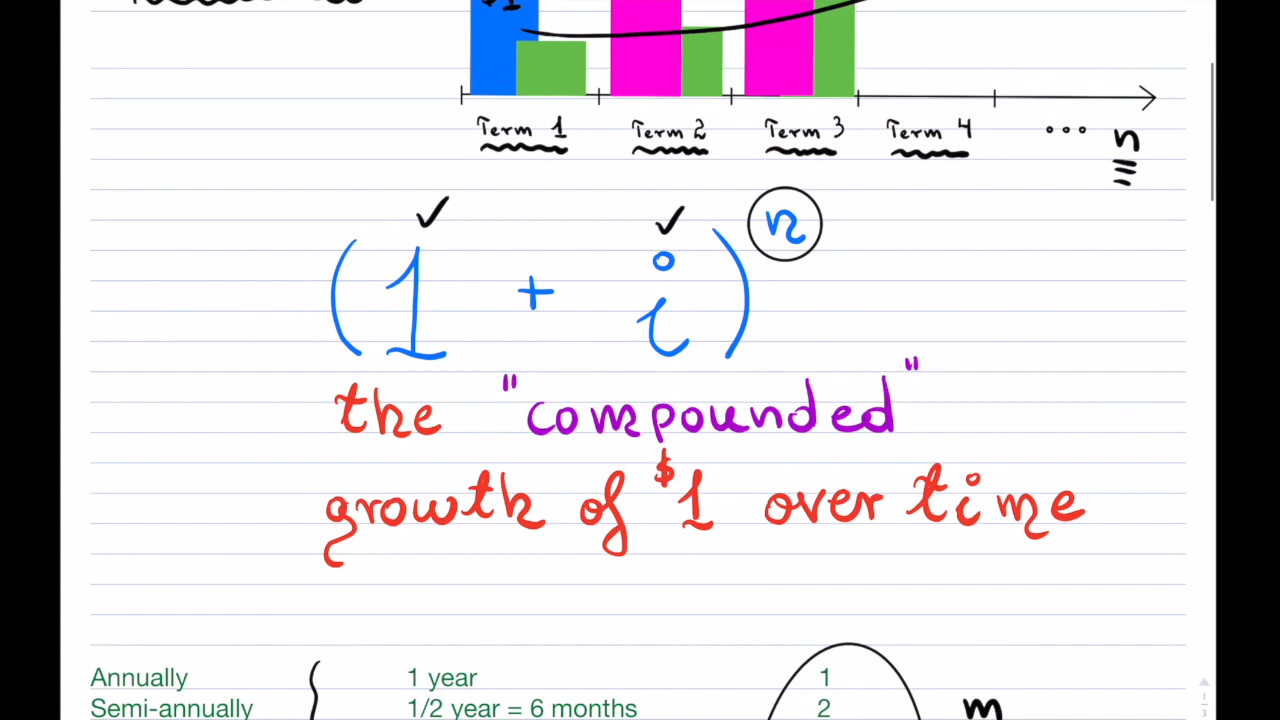 $1
Term 1 Term 2 Term 3 Term 4 ... n
(1 + i)^n
the "compounded"
growth of $1 over time
Annually 1 year 1
Semi-annually 1/2 year = 6 months 2 m